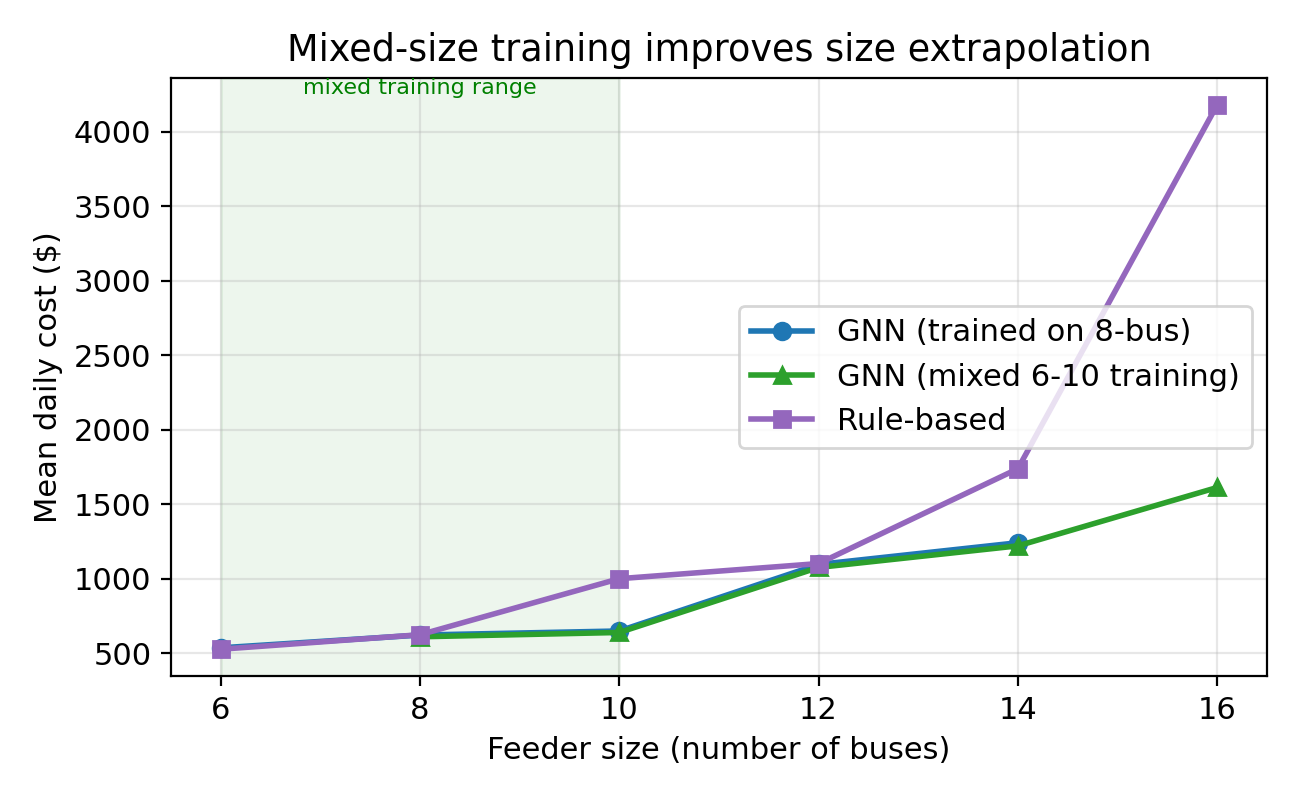 Mixed-size training improves size extrapolation
mixed training range
4000
3500
3000
2500
2000
1500
1000
500
Mean daily cost ($)
GNN (trained on 8-bus)
GNN (mixed 6-10 training)
Rule-based
6 8 10 12 14 16
Feeder size (number of buses)